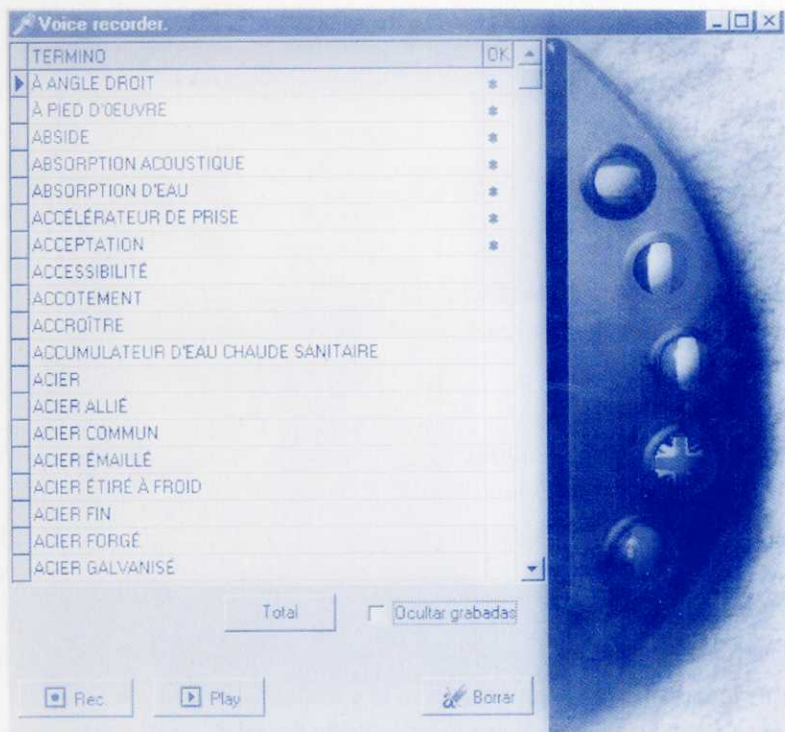 Voice recorder.
TERMINO OK
À ANGLE DROIT *
À PIED D'OEUVRE *
ABSIDE *
ABSORPTION ACOUSTIQUE *
ABSORPTION D'EAU *
ACCÉLÉRATEUR DE PRISE *
ACCEPTATION *
ACCESSIBILITÉ
ACCOTEMENT
ACCROÎTRE
ACCUMULATEUR D'EAU CHAUDE SANITAIRE
ACIER
ACIER ALLIÉ
ACIER COMMUN
ACIER ÉMAILLÉ
ACIER ÉTIRÉ À FROID
ACIER FIN
ACIER FORGÉ
ACIER GALVANISÉ
Total Ocultar grabadas
Rec. Play Borrar